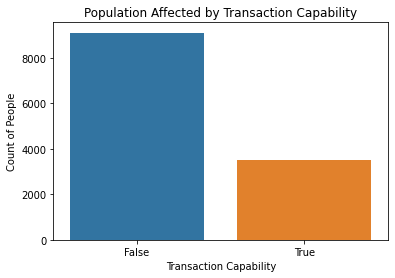 Population Affected by Transaction Capability
8000
6000
4000
2000
0
Count of People
False
True
Transaction Capability